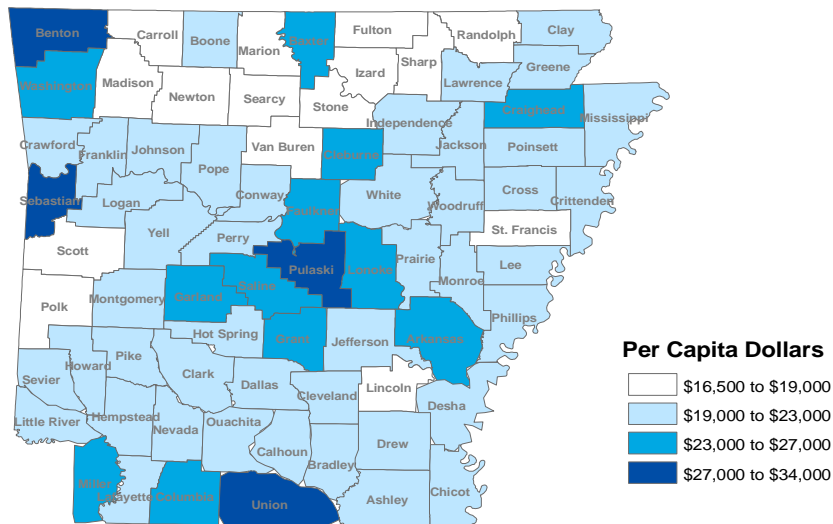 Benton
Carroll
Boone
Marion
Baxter
Fulton
Randolph
Clay
Sharp
Izard
Greene
Lawrence
Washington
Madison
Newton
Searcy
Stone
Independence
Craighead
Mississippi
Crawford
Franklin
Johnson
Pope
Van Buren
Cleburne
Jackson
Poinsett
Sebastian
Logan
Conway
White
Woodruff
Cross
Crittenden
Faulkner
Yell
Perry
St. Francis
Scott
Pulaski
Lonoke
Prairie
Lee
Monroe
Saline
Garland
Montgomery
Polk
Phillips
Hot Spring
Grant
Jefferson
Arkansas
Pike
Howard
Sevier
Clark
Dallas
Cleveland
Lincoln
Desha
Little River
Hempstead
Nevada
Ouachita
Calhoun
Bradley
Drew
Miller
Lafayette
Columbia
Union
Ashley
Chicot
Per Capita Dollars
$16,500 to $19,000
$19,000 to $23,000
$23,000 to $27,000
$27,000 to $34,000